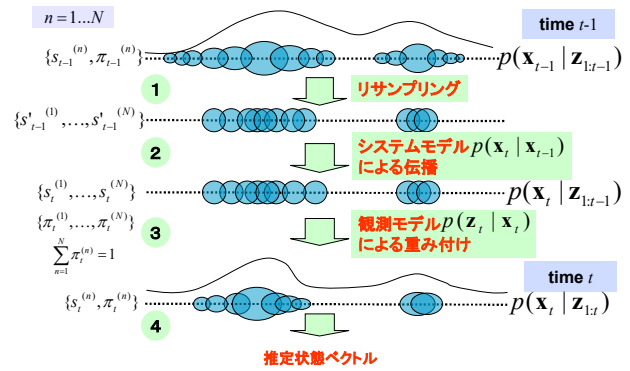 n = 1...N
time t-1
{s_{t-1}^{(n)}, π_{t-1}^{(n)}}
p(x_{t-1} | z_{1:t-1})
1
リサンプリング
{s'_{t-1}^{(1)}, ..., s'_{t-1}^{(N)}}
2
システムモデル p(x_t | x_{t-1})
による伝播
{s_t^{(1)}, ..., s_t^{(N)}}
p(x_t | z_{1:t-1})
{π_t^{(1)}, ..., π_t^{(N)}}
3
観測モデル p(z_t | x_t)
による重み付け
∑_{n=1}^{N} π_t^{(n)} = 1
time t
{s_t^{(n)}, π_t^{(n)}}
p(x_t | z_{1:t})
4
推定状態ベクトル